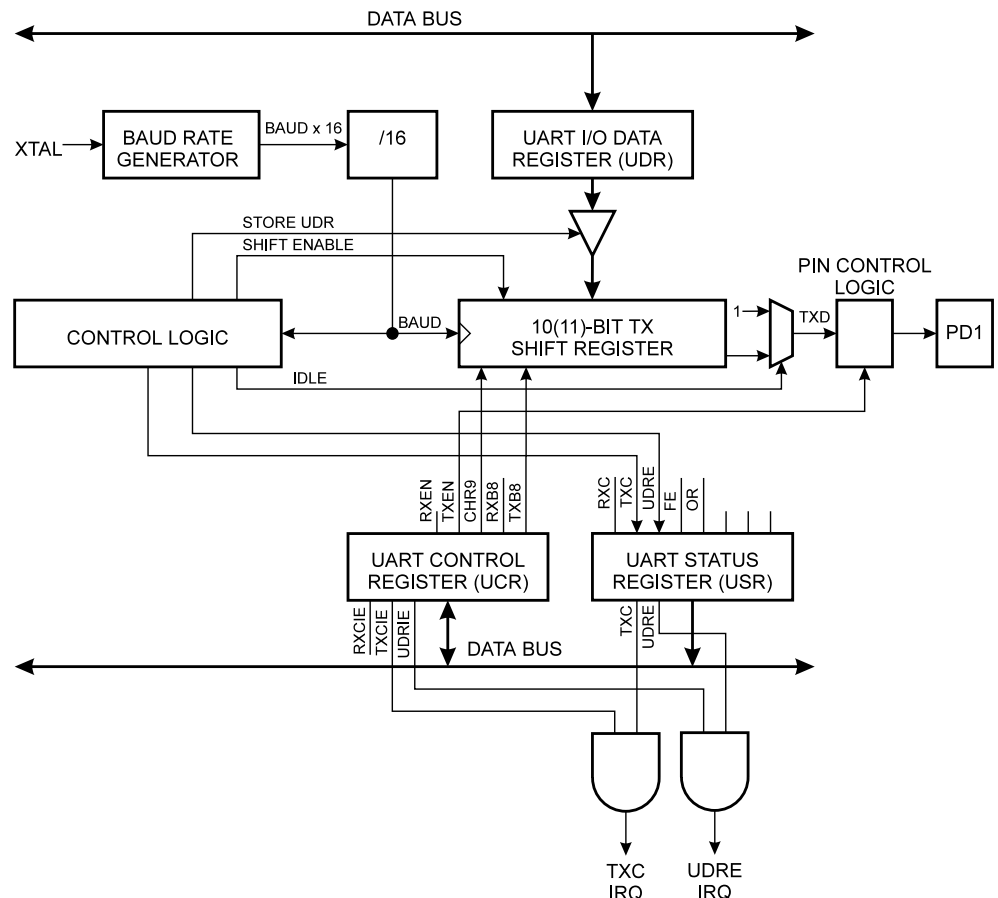 DATA BUS
XTAL
BAUD RATE
GENERATOR
BAUD x 16
/16
UART I/O DATA
REGISTER (UDR)
STORE UDR
SHIFT ENABLE
PIN CONTROL
LOGIC
CONTROL LOGIC
BAUD
10(11)-BIT TX
SHIFT REGISTER
1
TXD
PD1
IDLE
RXEN
TXEN
CHR9
RXB8
TXB8
RXC
TXC
UDRE
FE
OR
UART CONTROL
REGISTER (UCR)
UART STATUS
REGISTER (USR)
RXCIE
TXCIE
UDRIE
TXC
UDRE
DATA BUS
TXC
IRQ
UDRE
IRQ